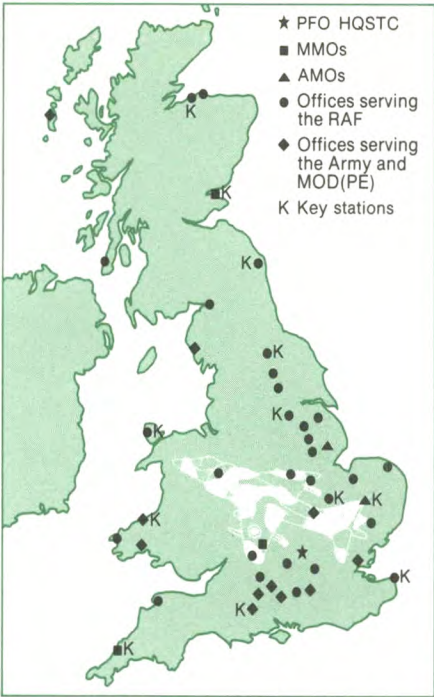 PFO HQSTC
MMOs
AMOs
Offices serving
the RAF
Offices serving
the Army and
MOD(PE)
K Key stations
K
K
K
K
K
K
K
K
K
K
K
K